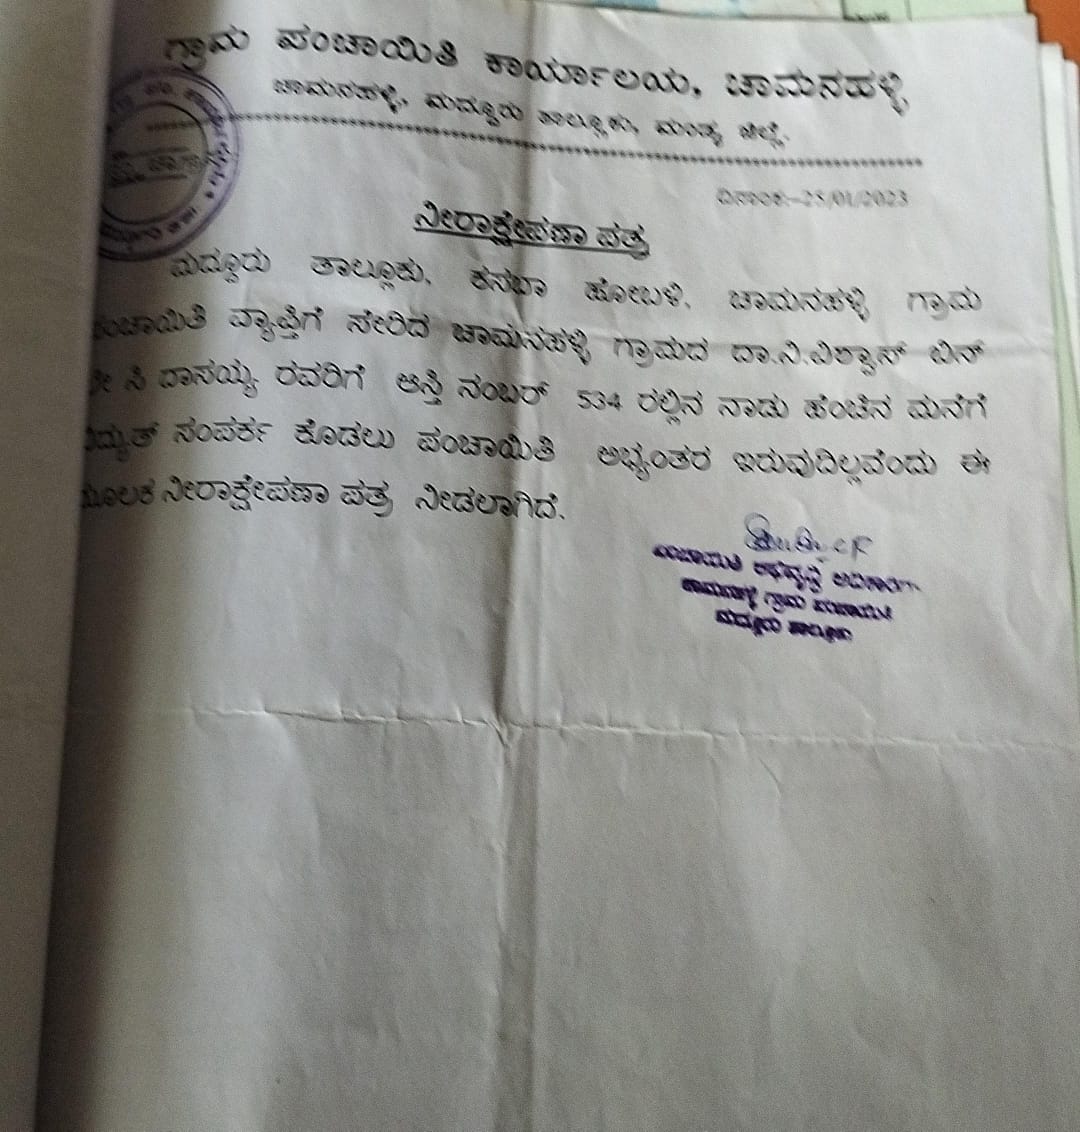 ಗ್ರಾಮ ಪಂಚಾಯಿತಿ ಕಾರ್ಯಾಲಯ, ಚಾಮನಹಳ್ಳಿ
ಚಾಮನಹಳ್ಳಿ, ಮದ್ದೂರು ತಾಲ್ಲೂಕು, ಮಂಡ್ಯ ಜಿಲ್ಲೆ.
ದಿನಾಂಕ:-25/01/2023
ನೀರಾಕ್ಷೇಪಣಾ ಪತ್ರ
ಮದ್ದೂರು ತಾಲ್ಲೂಕು, ಕಸಬಾ ಹೋಬಳಿ, ಚಾಮನಹಳ್ಳಿ ಗ್ರಾಮ
ಪಂಚಾಯಿತಿ ವ್ಯಾಪ್ತಿಗೆ ಸೇರಿದ ಚಾಮನಹಳ್ಳಿ ಗ್ರಾಮದ ದಾ.ನಿ.ವಿಶ್ವಾಸ್ ಬಿನ್
ಸಿ ದಾಸಯ್ಯ ರವರಿಗೆ ಆಸ್ತಿ ನಂಬರ್ 534 ರಲ್ಲಿನ ನಾಡು ಹೆಂಚಿನ ಮನೆಗೆ
ವಿದ್ಯುತ್ ಸಂಪರ್ಕ ಕೊಡಲು ಪಂಚಾಯಿತಿ ಅಭ್ಯಂತರ ಇರುವುದಿಲ್ಲವೆಂದು ಈ
ಮೂಲಕ ನೀರಾಕ್ಷೇಪಣಾ ಪತ್ರ ನೀಡಲಾಗಿದೆ.
ಪಂಚಾಯಿತಿ ಅಭಿವೃದ್ಧಿ ಅಧಿಕಾರಿ
ಚಾಮನಹಳ್ಳಿ ಗ್ರಾಮ ಪಂಚಾಯಿತಿ
ಮದ್ದೂರು ತಾಲ್ಲೂಕು